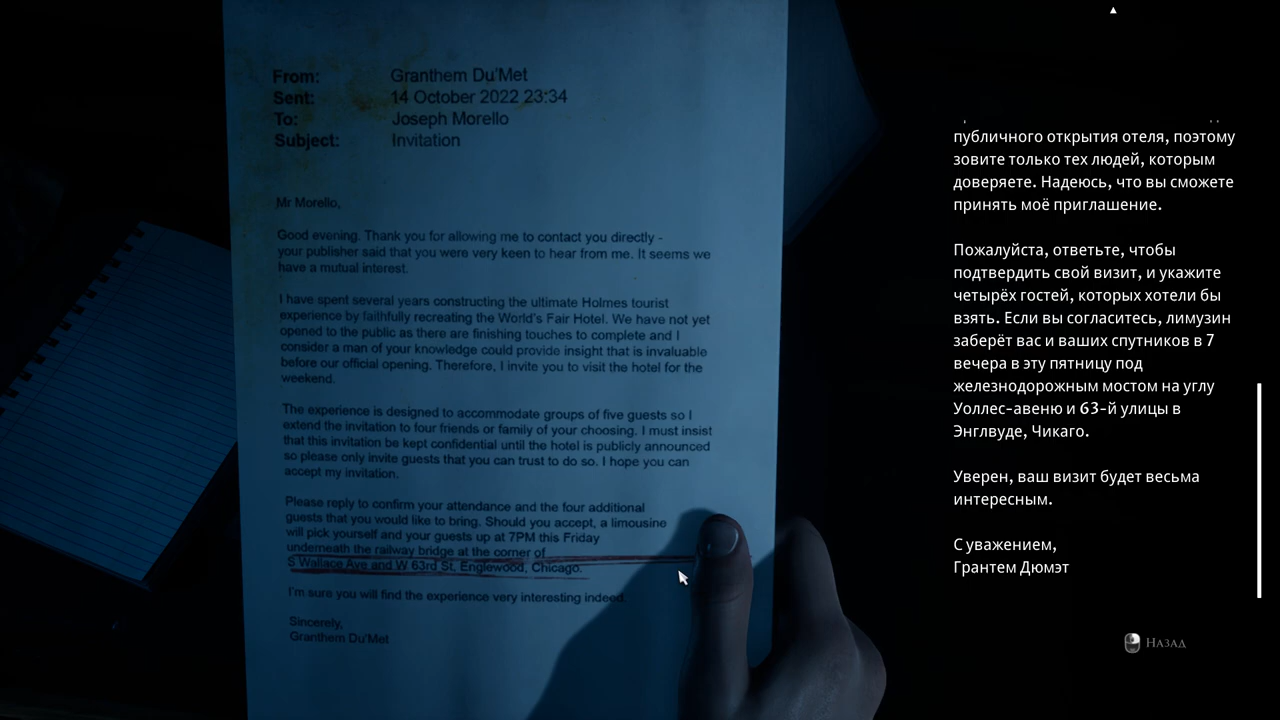 From: Granthem Du'Met
Sent: 14 October 2022 23:34
To: Joseph Morello
Subject: Invitation
Mr Morello,
Good evening. Thank you for allowing me to contact you directly -
your publisher said that you were very keen to hear from me. It seems we
have a mutual interest.
I have spent several years constructing the ultimate Holmes tourist
experience by faithfully recreating the World's Fair Hotel. We have not yet
opened to the public as there are finishing touches to complete and I
consider a man of your knowledge could provide insight that is invaluable
before our official opening. Therefore, I invite you to visit the hotel for the
weekend.
The experience is designed to accommodate groups of five guests so I
extend the invitation to four friends or family of your choosing. I must insist
that this invitation be kept confidential until the hotel is publicly announced
so please only invite guests that you can trust to do so. I hope you can
accept my invitation.
Please reply to confirm your attendance and the four additional
guests that you would like to bring. Should you accept, a limousine
will pick yourself and your guests up at 7PM this Friday
underneath the railway bridge at the corner of
S Wallace Ave and W 63rd St, Englewood, Chicago.
I'm sure you will find the experience very interesting indeed.
Sincerely,
Granthem Du'Met
публичного открытия отеля, поэтому
зовите только тех людей, которым
доверяете. Надеюсь, что вы сможете
принять моё приглашение.
Пожалуйста, ответьте, чтобы
подтвердить свой визит, и укажите
четырёх гостей, которых хотели бы
взять. Если вы согласитесь, лимузин
заберёт вас и ваших спутников в 7
вечера в эту пятницу под
железнодорожным мостом на углу
Уоллес-авеню и 63-й улицы в
Энглвуде, Чикаго.
Уверен, ваш визит будет весьма
интересным.
С уважением,
Грантем Дюмэт
Назад